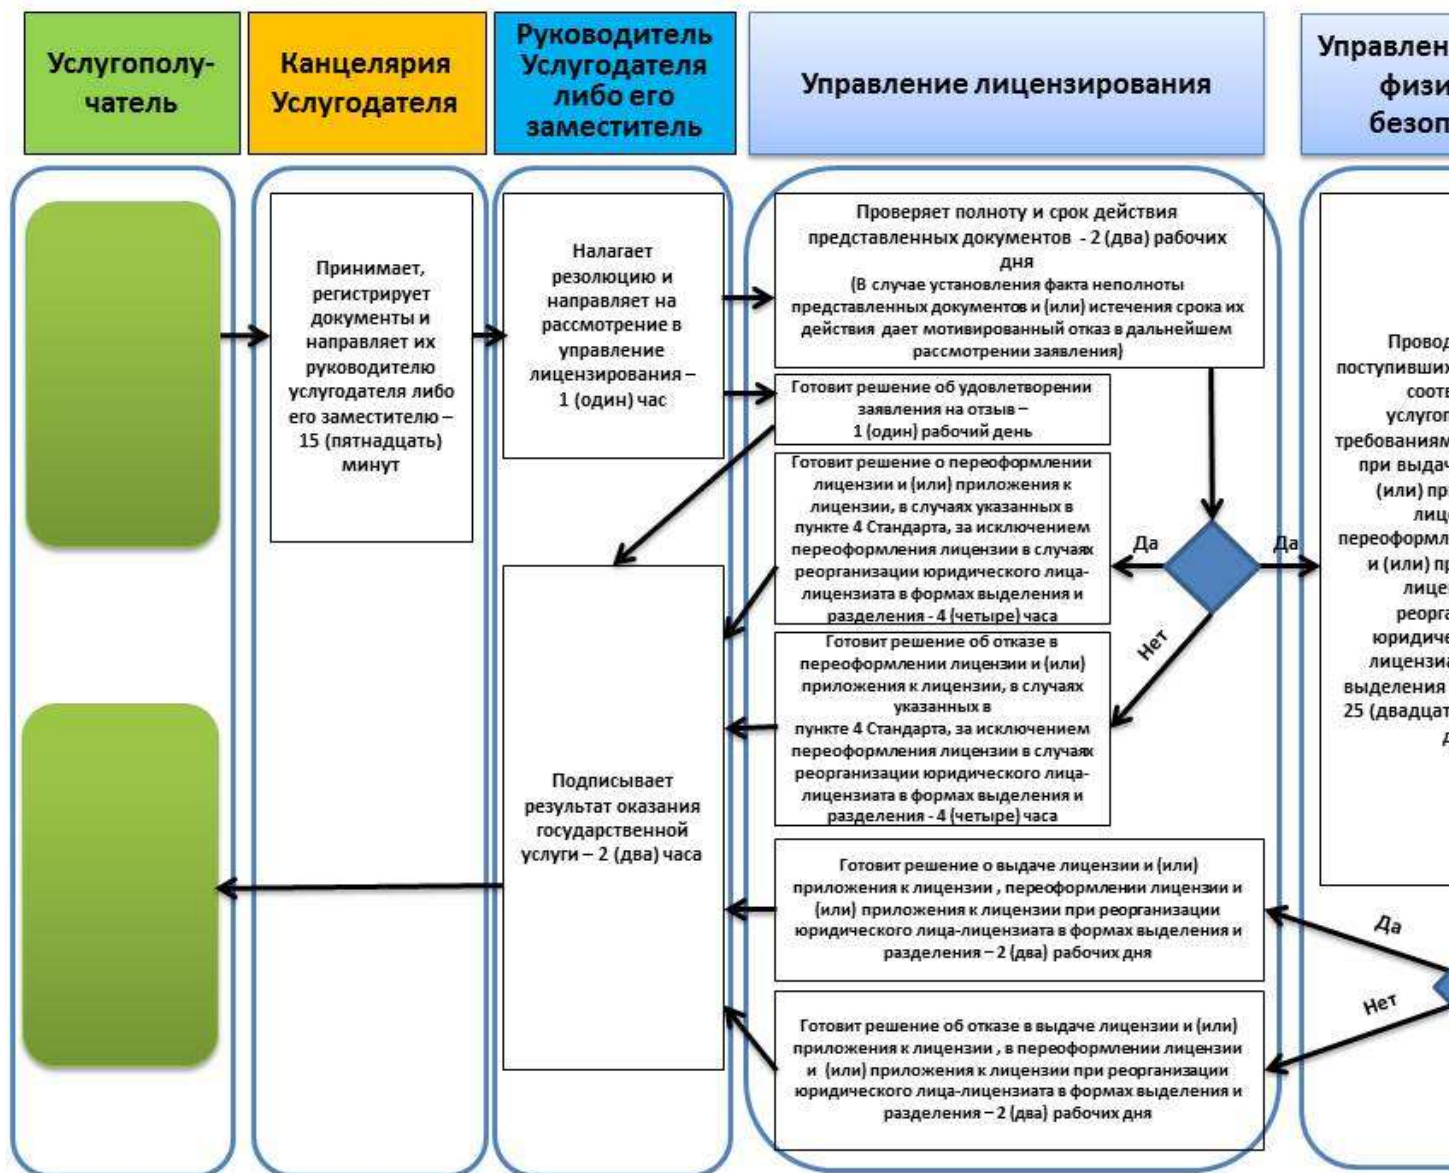 Услугополу-
чатель
Канцелярия
Услугодателя
Руководитель
Услугодателя
либо его
заместитель
Управление лицензирования
Управлен
физи
безоп
Принимает,
регистрирует
документы и
направляет их
руководителю
услугодателя либо
его заместителю –
15 (пятнадцать)
минут
Налагает
резолюцию и
направляет на
рассмотрение в
управление
лицензирования –
1 (один) час
Проверяет полноту и срок действия
представленных документов - 2 (два) рабочих
дня
(В случае установления факта неполноты
представленных документов и (или) истечения срока их
действия дает мотивированный отказ в дальнейшем
рассмотрении заявления)
Готовит решение об удовлетворении
заявления на отзыв –
1 (один) рабочий день
Готовит решение о переоформлении
лицензии и (или) приложения к
лицензии, в случаях указанных в
пункте 4 Стандарта, за исключением
переоформления лицензии в случаях
реорганизации юридического лица-
лицензиата в формах выделения и
разделения - 4 (четыре) часа
Да
Да
Нет
Готовит решение об отказе в
переоформлении лицензии и (или)
приложения к лицензии, в случаях
указанных в
пункте 4 Стандарта, за исключением
переоформления лицензии в случаях
реорганизации юридического лица-
лицензиата в формах выделения и
разделения - 4 (четыре) часа
Подписывает
результат оказания
государственной
услуги – 2 (два) часа
Готовит решение о выдаче лицензии и (или)
приложения к лицензии , переоформлении лицензии и
(или) приложения к лицензии при реорганизации
юридического лица-лицензиата в формах выделения и
разделения – 2 (два) рабочих дня
Готовит решение об отказе в выдаче лицензии и (или)
приложения к лицензии , в переоформлении лицензии
и (или) приложения к лицензии при реорганизации
юридического лица-лицензиата в формах выделения и
разделения – 2 (два) рабочих дня
Провод
поступивших
соотв
услугоп
требованиям
при выдач
(или) пр
лиц
переоформл
и (или) пр
лице
реорга
юридиче
лицензиа
выделения
25 (двадцат
д
Да
Нет